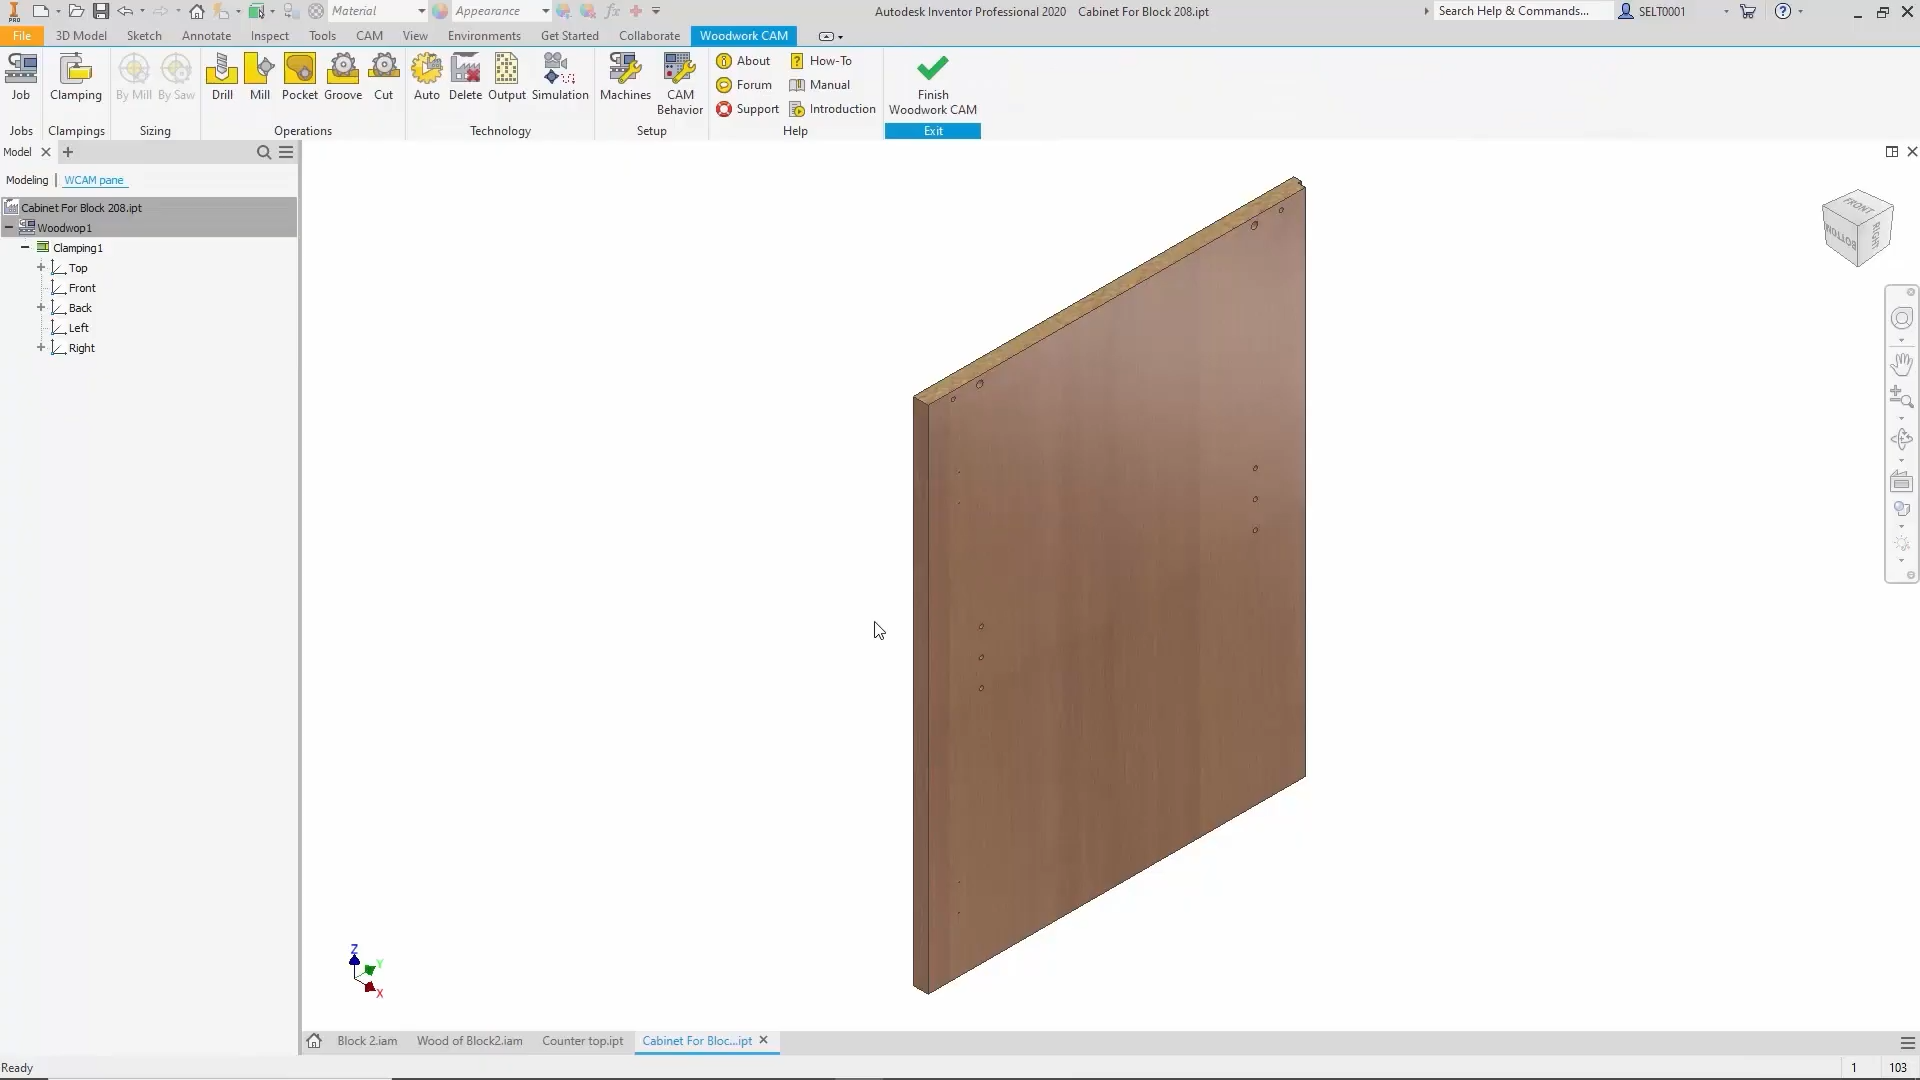 Material
Appearance
Autodesk Inventor Professional 2020 Cabinet For Block 208.ipt
Search Help & Commands...
SELT0001
File 3D Model Sketch Annotate Inspect Tools CAM View Environments Get Started Collaborate Woodwork CAM
Job Clamping By Mill By Saw Drill Mill Pocket Groove Cut Auto Delete Output Simulation Machines CAM Behavior
About How-To
Forum Manual
Support Introduction
Finish
Woodwork CAM
Jobs Clampings Sizing Operations Technology Setup Help Exit
Model
Modeling | WCAM pane
Cabinet For Block 208.ipt
Woodwop1
Clamping1
Top
Front
Back
Left
Right
FRONT
BOTTOM
RIGHT
Z
Y
X
Block 2.iam Wood of Block2.iam Counter top.ipt Cabinet For Bloc...ipt
Ready
1 103